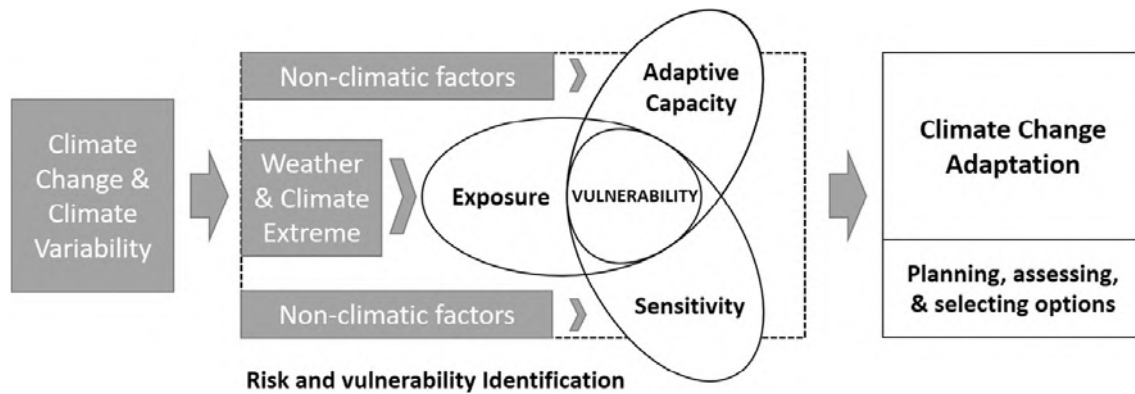 Climate
Change &
Climate
Variability
Non-climatic factors
Weather
& Climate
Extreme
Non-climatic factors
Exposure
VULNERABILITY
Adaptive
Capacity
Sensitivity
Risk and vulnerability Identification
Climate Change
Adaptation
Planning, assessing,
& selecting options